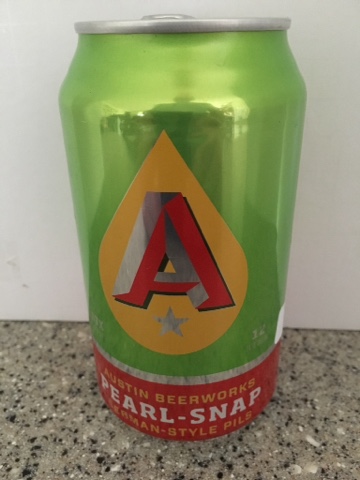 A
AUSTIN BEERWORKS
PEARL-SNAP
GERMAN-STYLE PILS